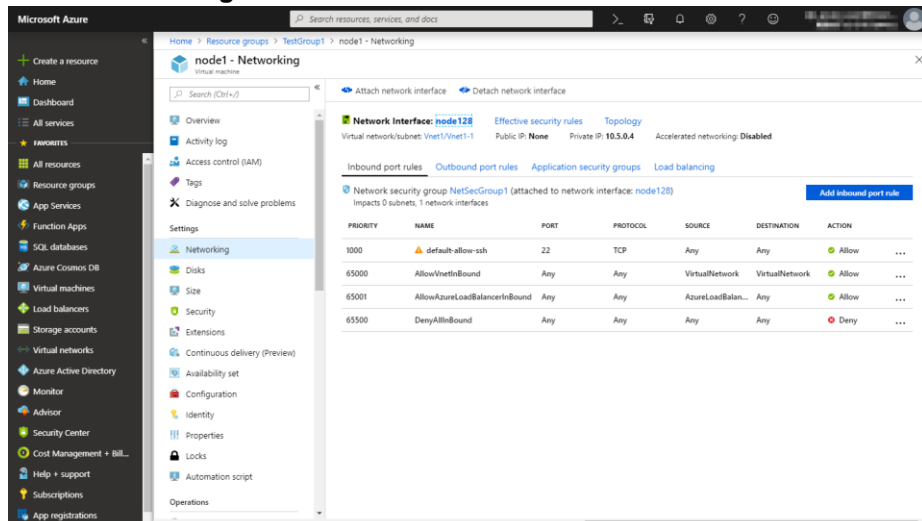 Microsoft Azure
Search resources, services, and docs
Home > Resource groups > TestGroup1 > node1 - Networking
Create a resource
Home
Dashboard
All services
FAVORITES
All resources
Resource groups
App Services
Function Apps
SQL databases
Azure Cosmos DB
Virtual machines
Load balancers
Storage accounts
Virtual networks
Azure Active Directory
Monitor
Advisor
Security Center
Cost Management + Bill...
Help + support
Subscriptions
App registrations
node1 - Networking
Virtual machine
Search (Ctrl+/)
Overview
Activity log
Access control (IAM)
Tags
Diagnose and solve problems
Settings
Networking
Disks
Size
Security
Extensions
Continuous delivery (Preview)
Availability set
Configuration
Identity
Properties
Locks
Automation script
Operations
Attach network interface Detach network interface
Network Interface: node128 Effective security rules Topology
Virtual network/subnet: Vnet1/Vnet1-1 Public IP: None Private IP: 10.5.0.4 Accelerated networking: Disabled
Inbound port rules Outbound port rules Application security groups Load balancing
Network security group NetSecGroup1 (attached to network interface: node128)
Impacts 0 subnets, 1 network interfaces
Add inbound port rule
PRIORITY NAME PORT PROTOCOL SOURCE DESTINATION ACTION
1000 default-allow-ssh 22 TCP Any Any Allow ...
65000 AllowVnetInBound Any Any VirtualNetwork VirtualNetwork Allow ...
65001 AllowAzureLoadBalancerInBound Any Any AzureLoadBalan... Any Allow ...
65500 DenyAllInBound Any Any Any Any Deny ...